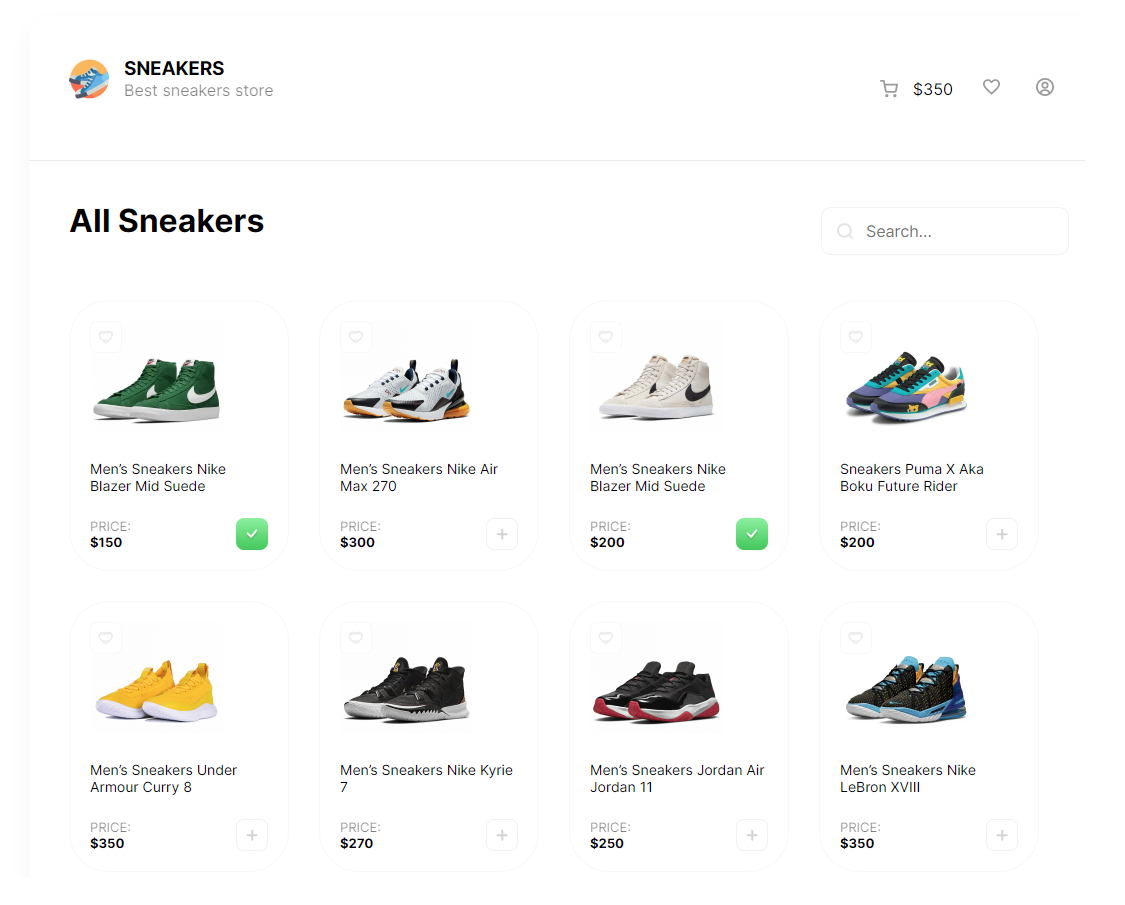 SNEAKERS
Best sneakers store
$350
All Sneakers
Search...
Men’s Sneakers Nike
Blazer Mid Suede
PRICE:
$150
Men’s Sneakers Nike Air
Max 270
PRICE:
$300
Men’s Sneakers Nike
Blazer Mid Suede
PRICE:
$200
Sneakers Puma X Aka
Boku Future Rider
PRICE:
$200
Men’s Sneakers Under
Armour Curry 8
PRICE:
$350
Men’s Sneakers Nike Kyrie
7
PRICE:
$270
Men’s Sneakers Jordan Air
Jordan 11
PRICE:
$250
Men’s Sneakers Nike
LeBron XVIII
PRICE:
$350